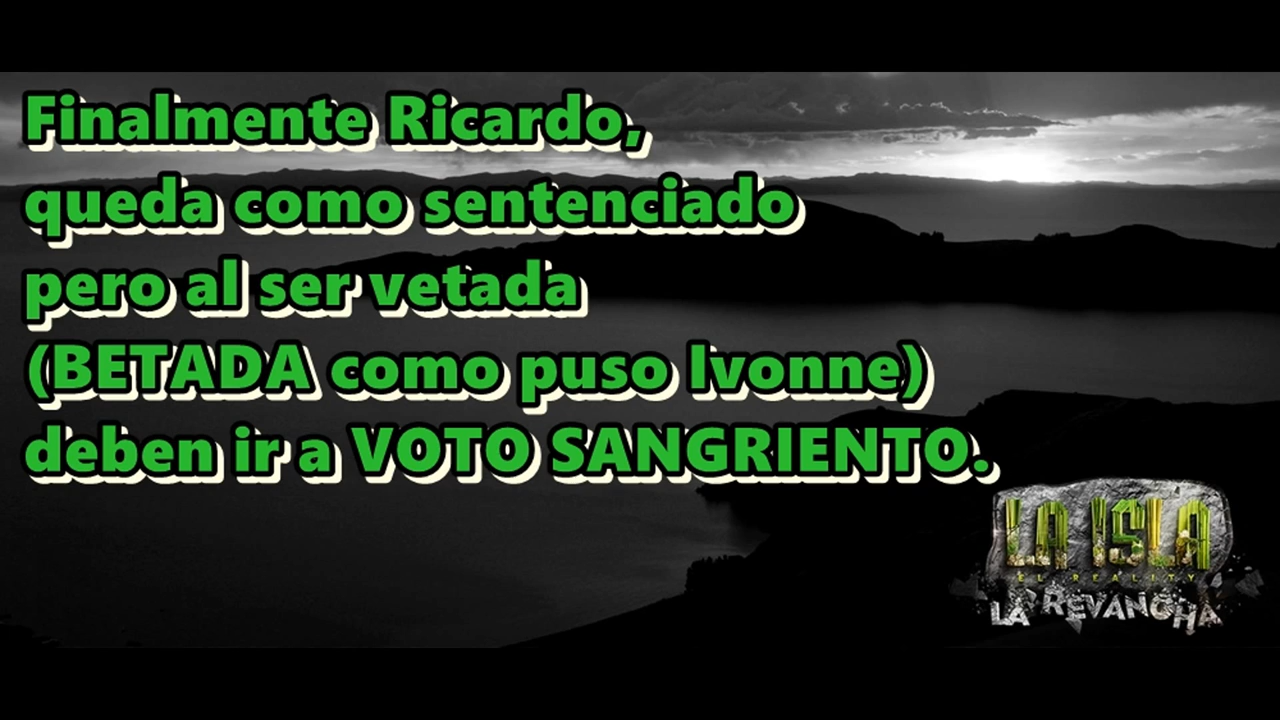 Finalmente Ricardo,
queda como sentenciado
pero al ser vetada
(BETADA como puso Ivonne)
deben ir a VOTO SANGRIENTO.
LA ISLA
EL REALITY
LA REVANCHA